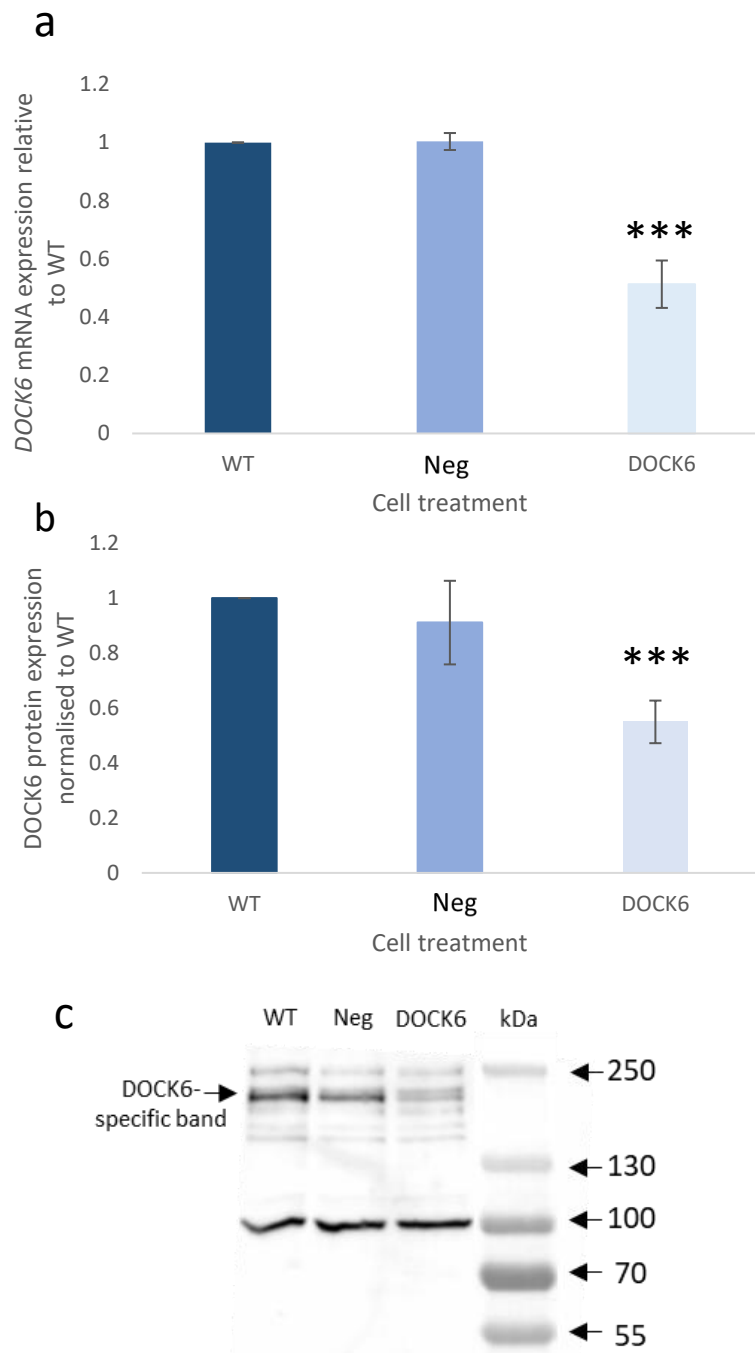 a
1.2
1
0.8
0.6
0.4
0.2
0
DOCK6 mRNA expression relative
to WT
***
WT
Neg
DOCK6
Cell treatment
b
1.2
1
0.8
0.6
0.4
0.2
0
DOCK6 protein expression
normalised to WT
***
WT
Neg
DOCK6
Cell treatment
c
WT Neg DOCK6 kDa
DOCK6-
specific band
250
130
100
70
55